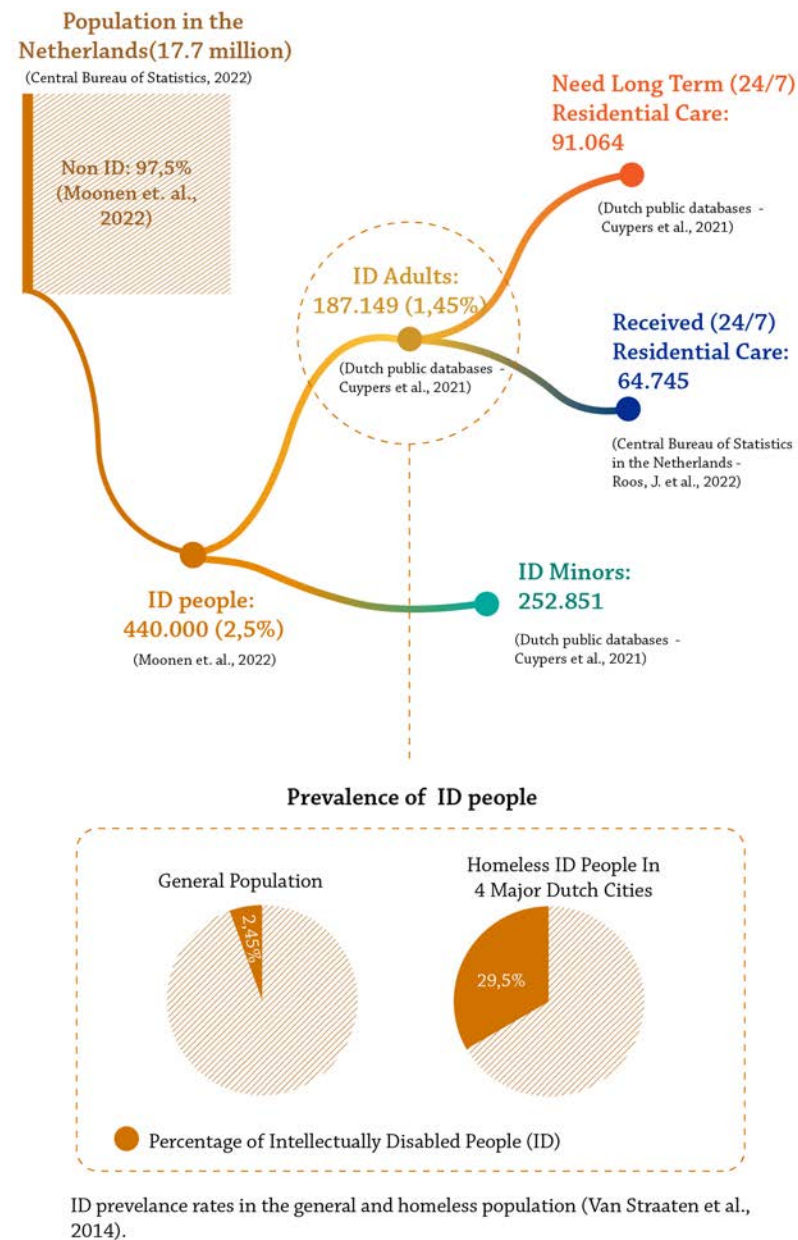 Population in the
Netherlands(17.7 million)
(Central Bureau of Statistics, 2022)
Non ID: 97,5%
(Moonen et. al.,
2022)
Need Long Term (24/7)
Residential Care:
91.064
(Dutch public databases -
Cuypers et al., 2021)
ID Adults:
187.149 (1,45%)
(Dutch public databases -
Cuypers et al., 2021)
Received (24/7)
Residential Care:
64.745
(Central Bureau of Statistics
in the Netherlands -
Roos, J. et al., 2022)
ID people:
440.000 (2,5%)
(Moonen et. al., 2022)
ID Minors:
252.851
(Dutch public databases -
Cuypers et al., 2021)
Prevalence of ID people
General Population
2,45%
Homeless ID People In
4 Major Dutch Cities
29,5%
Percentage of Intellectually Disabled People (ID)
ID prevelance rates in the general and homeless population (Van Straaten et al.,
2014).